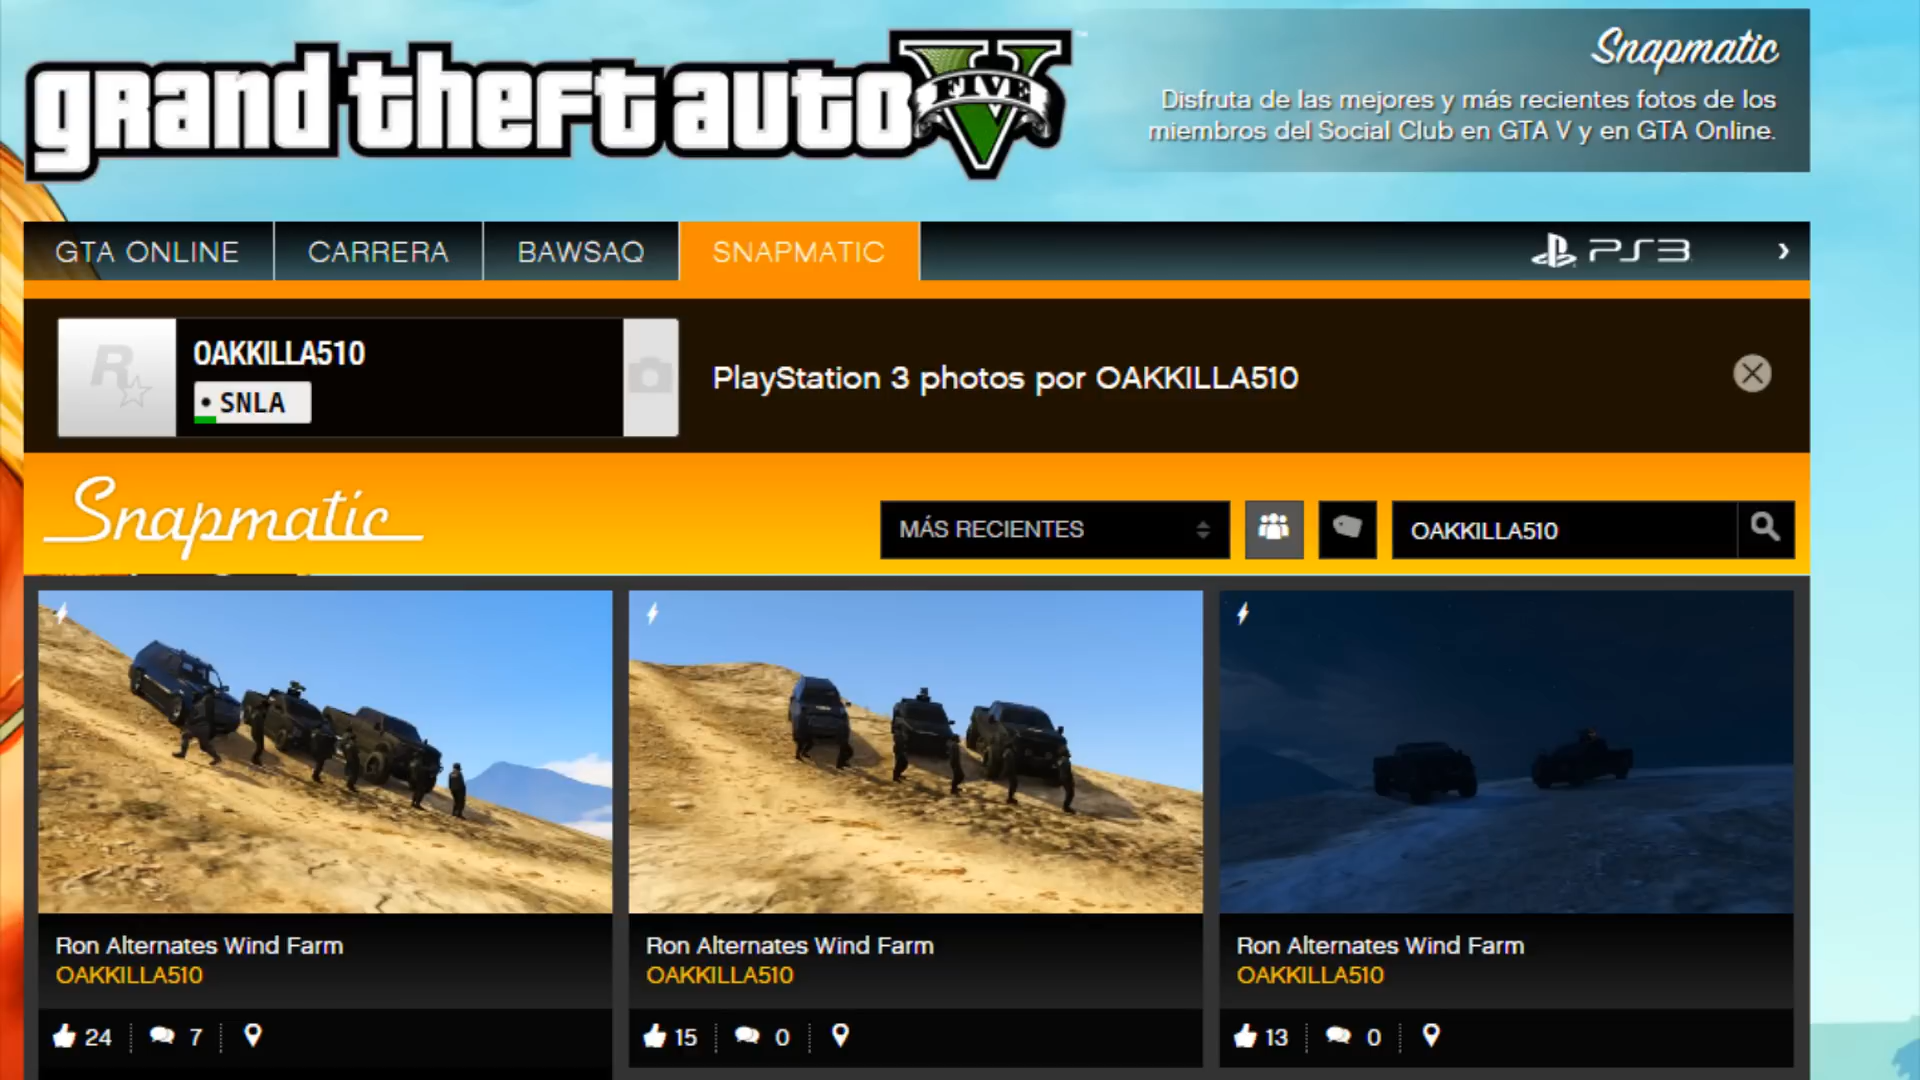 grand theft auto V
FIVE
™
Snapmatic
Disfruta de las mejores y más recientes fotos de los
miembros del Social Club en GTA V y en GTA Online.
GTA ONLINE
CARRERA
BAWSAQ
SNAPMATIC
PS3
R
OAKKILLA510
SNLA
PlayStation 3 photos por OAKKILLA510
Snapmatic
MÁS RECIENTES
OAKKILLA510
Ron Alternates Wind Farm
OAKKILLA510
24
7
Ron Alternates Wind Farm
OAKKILLA510
15
0
Ron Alternates Wind Farm
OAKKILLA510
13
0